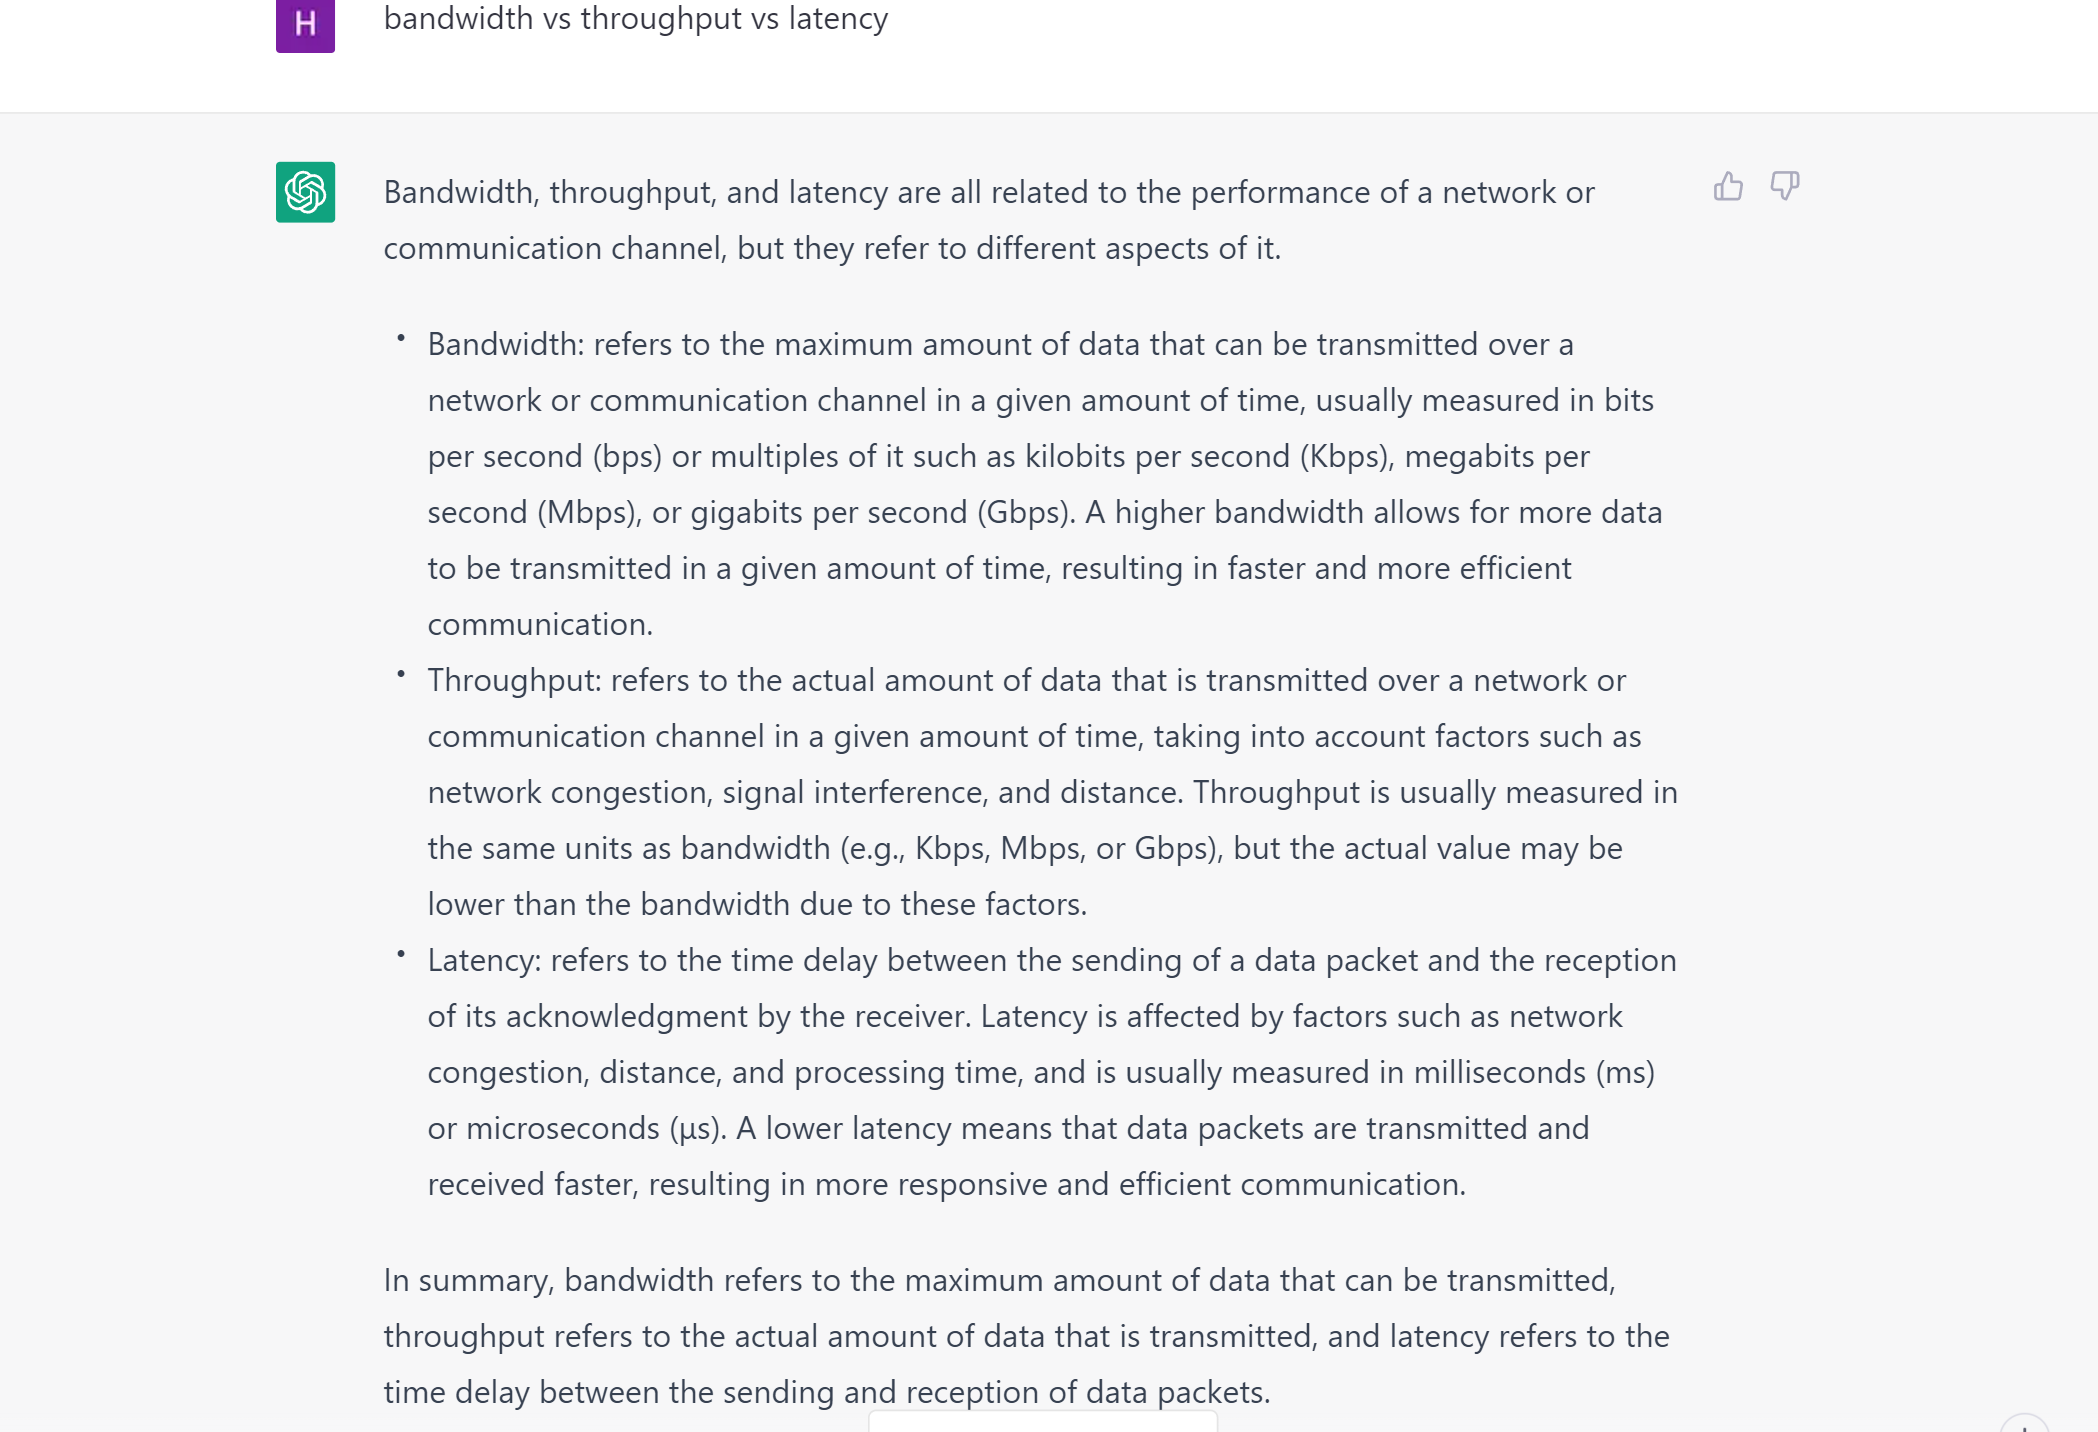 H
bandwidth vs throughput vs latency
Bandwidth, throughput, and latency are all related to the performance of a network or
communication channel, but they refer to different aspects of it.
• Bandwidth: refers to the maximum amount of data that can be transmitted over a
network or communication channel in a given amount of time, usually measured in bits
per second (bps) or multiples of it such as kilobits per second (Kbps), megabits per
second (Mbps), or gigabits per second (Gbps). A higher bandwidth allows for more data
to be transmitted in a given amount of time, resulting in faster and more efficient
communication.
• Throughput: refers to the actual amount of data that is transmitted over a network or
communication channel in a given amount of time, taking into account factors such as
network congestion, signal interference, and distance. Throughput is usually measured in
the same units as bandwidth (e.g., Kbps, Mbps, or Gbps), but the actual value may be
lower than the bandwidth due to these factors.
• Latency: refers to the time delay between the sending of a data packet and the reception
of its acknowledgment by the receiver. Latency is affected by factors such as network
congestion, distance, and processing time, and is usually measured in milliseconds (ms)
or microseconds (μs). A lower latency means that data packets are transmitted and
received faster, resulting in more responsive and efficient communication.
In summary, bandwidth refers to the maximum amount of data that can be transmitted,
throughput refers to the actual amount of data that is transmitted, and latency refers to the
time delay between the sending and reception of data packets.